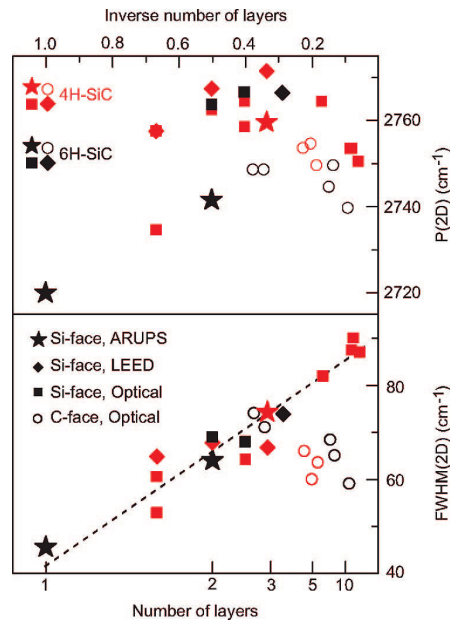 Inverse number of layers
1.0 0.8 0.6 0.4 0.2
4H-SiC
6H-SiC
2760
2740
2720
P(2D) (cm⁻¹)
Si-face, ARUPS
Si-face, LEED
Si-face, Optical
C-face, Optical
80
60
40
FWHM(2D) (cm⁻¹)
1 2 3 5 10
Number of layers